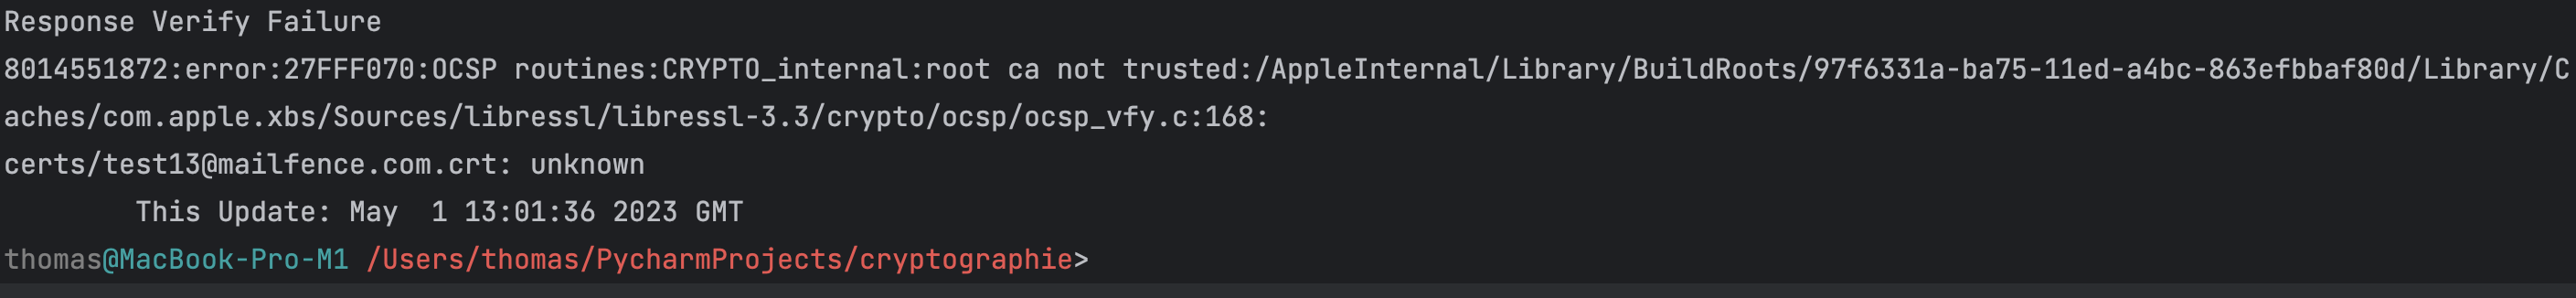 Response Verify Failure
8014551872:error:27FFF070:OCSP routines:CRYPTO_internal:root ca not trusted:/AppleInternal/Library/BuildRoots/97f6331a-ba75-11ed-a4bc-863efbbaf80d/Library/C
aches/com.apple.xbs/Sources/libressl/libressl-3.3/crypto/ocsp/ocsp_vfy.c:168:
certs/test13@mailfence.com.crt: unknown
        This Update: May  1 13:01:36 2023 GMT
thomas@MacBook-Pro-M1 /Users/thomas/PycharmProjects/cryptographie>